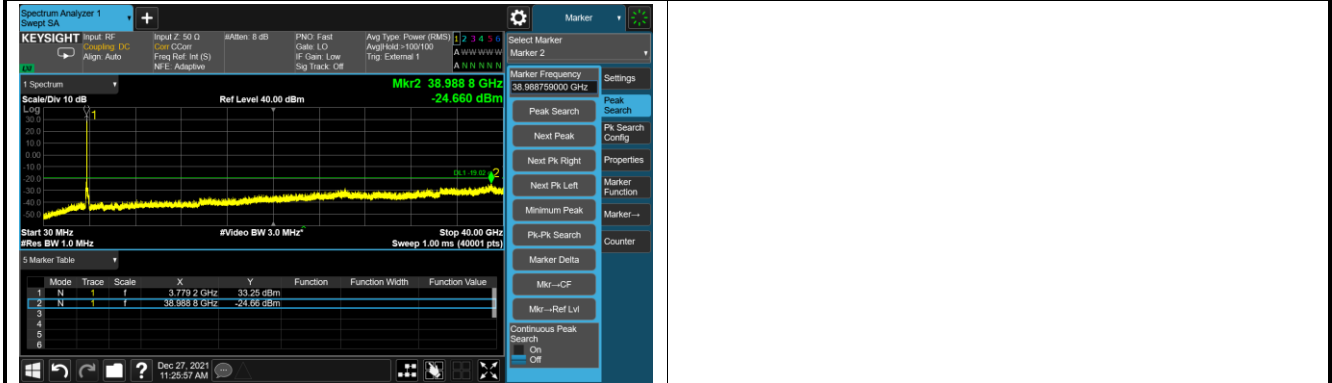 Spectrum Analyzer 1
Swept SA
Marker
KEYSIGHT
Input: RF
Coupling: DC
Align: Auto
Input Z: 50 Ω
Corr CCorr
Freq Ref: Int (S)
NFE: Adaptive
#Atten: 8 dB
PNO: Fast
Gate: LO
IF Gain: Low
Sig Track: Off
Avg Type: Power (RMS)
Avg|Hold:>100/100
Trig: External 1
1 2 3 4 5 6
A W W W W W
A N N N N N
Select Marker
Marker 2
LXI
1 Spectrum
Mkr2 38.988 8 GHz
Scale/Div 10 dB
Ref Level 40.00 dBm
-24.660 dBm
Log
30.0
20.0
10.0
0.00
-10.0
-20.0
-30.0
-40.0
-50.0
1
DL1 -19.02
2
Start 30 MHz
#Video BW 3.0 MHz*
Stop 40.00 GHz
#Res BW 1.0 MHz
Sweep 1.00 ms (40001 pts)
5 Marker Table
Mode Trace Scale X Y Function Function Width Function Value
1 N 1 f 3.779 2 GHz 33.25 dBm
2 N 1 f 38.988 8 GHz -24.66 dBm
3
4
5
6
Marker Frequency
38.988759000 GHz
Peak Search
Next Peak
Next Pk Right
Next Pk Left
Minimum Peak
Pk-Pk Search
Marker Delta
Mkr→CF
Mkr→Ref Lvl
Continuous Peak
Search
On
Off
Settings
Peak
Search
Pk Search
Config
Properties
Marker
Function
Marker→
Counter
?
Dec 27, 2021
11:25:57 AM